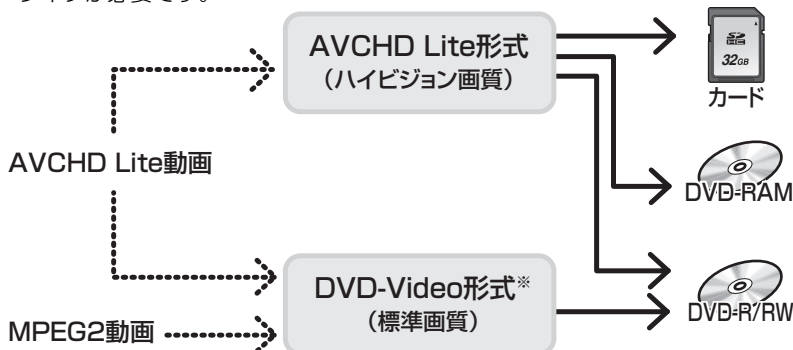 AVCHD Lite形式
(ハイビジョン画質)
32GB
カード
AVCHD Lite動画
DVD-RAM
DVD-Video形式※
(標準画質)
DVD-R/RW
MPEG2動画